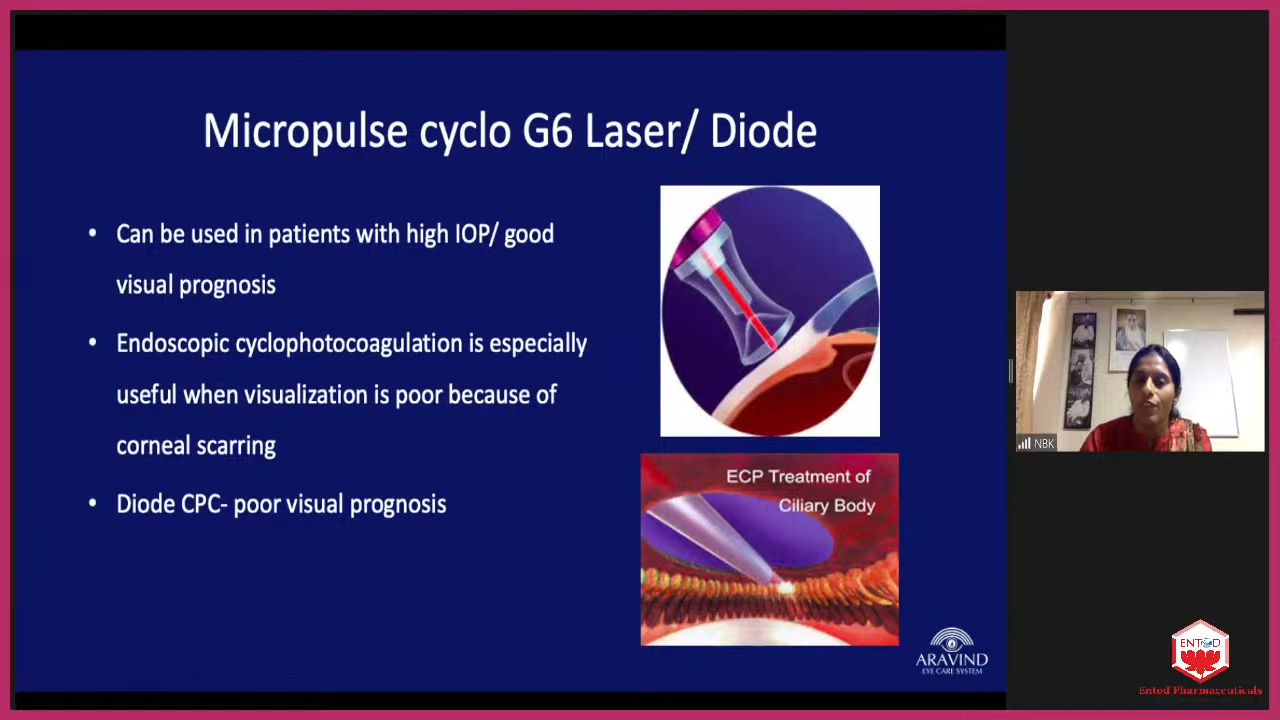 Micropulse cyclo G6 Laser/ Diode
• Can be used in patients with high IOP/ good
visual prognosis
• Endoscopic cyclophotocoagulation is especially
useful when visualization is poor because of
corneal scarring
• Diode CPC- poor visual prognosis
ECP Treatment of
Ciliary Body
ARAVIND
EYE CARE SYSTEM
NBK
ENTOD
Entod Pharmaceuticals